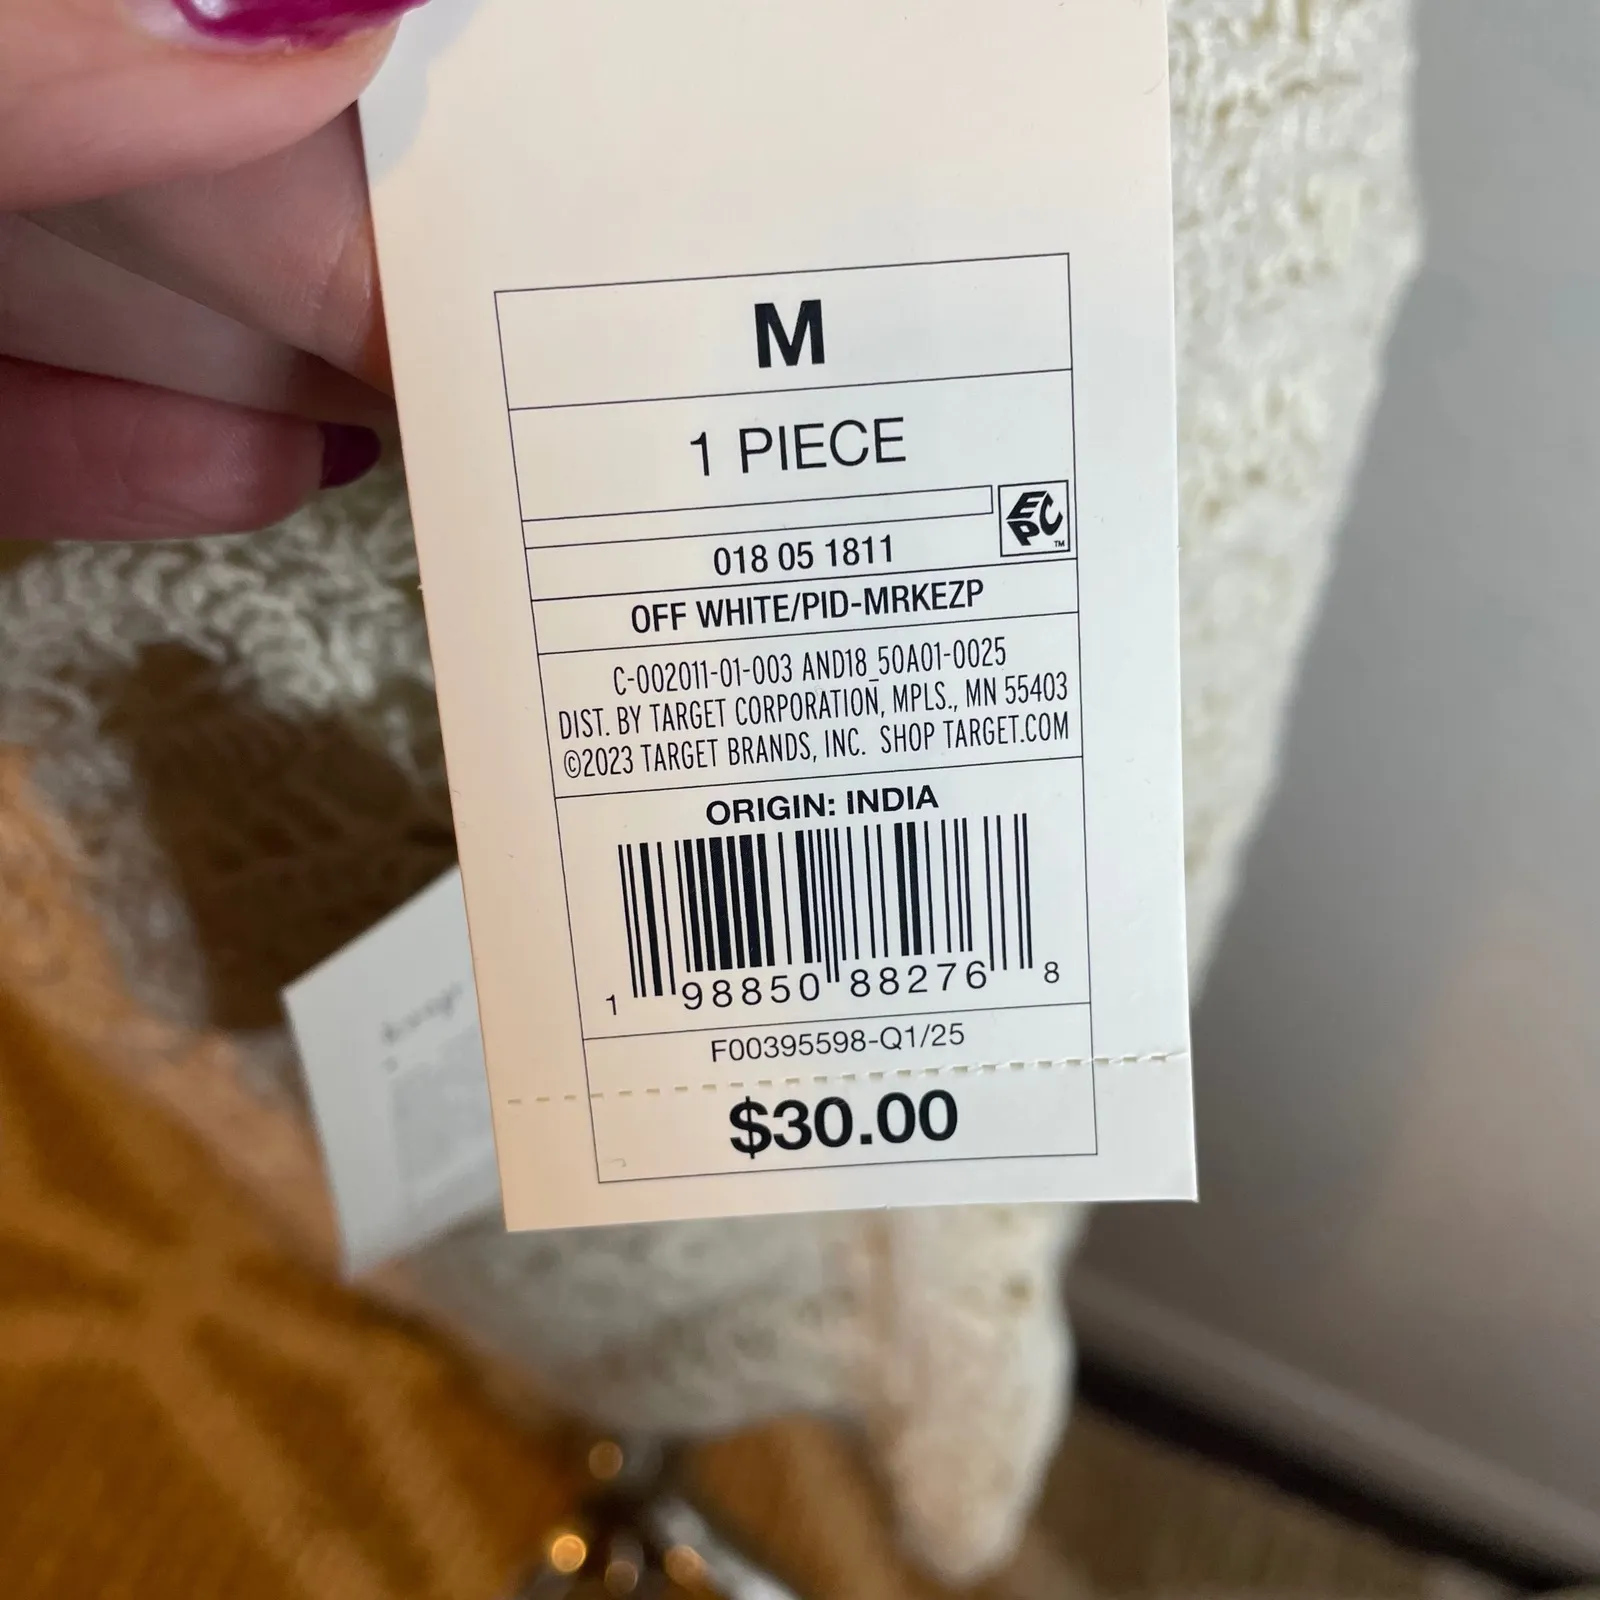 M
1 PIECE
EPC™
018 05 1811
OFF WHITE/PID-MRKEZP
C-002011-01-003 AND18_50A01-0025
DIST. BY TARGET CORPORATION, MPLS., MN 55403
©2023 TARGET BRANDS, INC. SHOP TARGET.COM
ORIGIN: INDIA
1 98850 88276 8
F00395598-Q1/25
$30.00